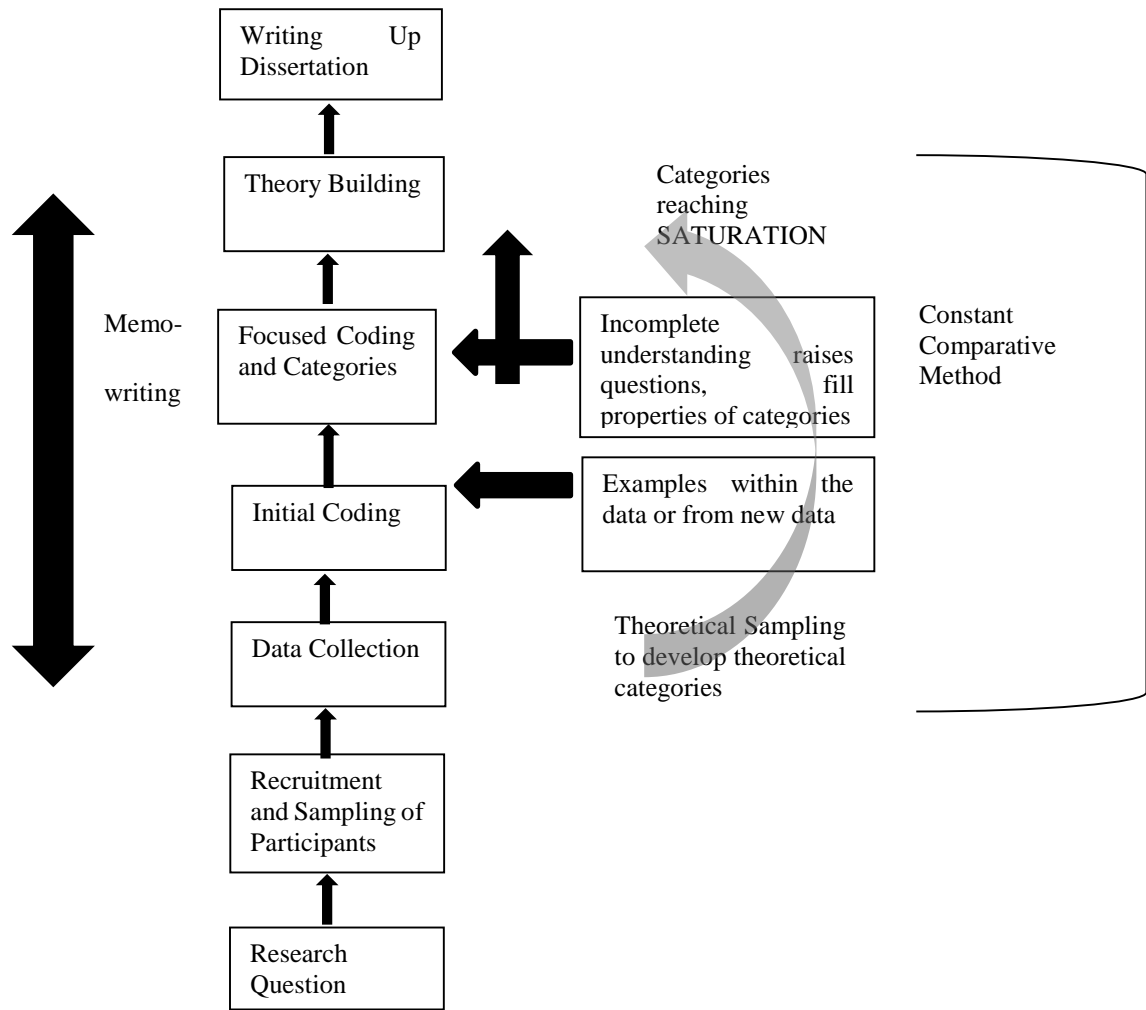 Writing Up
Dissertation
Theory Building
Categories
reaching
SATURATION
Memo-
writing
Focused Coding
and Categories
Incomplete
understanding raises
questions, fill
properties of categories
Constant
Comparative
Method
Initial Coding
Examples within the
data or from new data
Data Collection
Theoretical Sampling
to develop theoretical
categories
Recruitment
and Sampling of
Participants
Research
Question